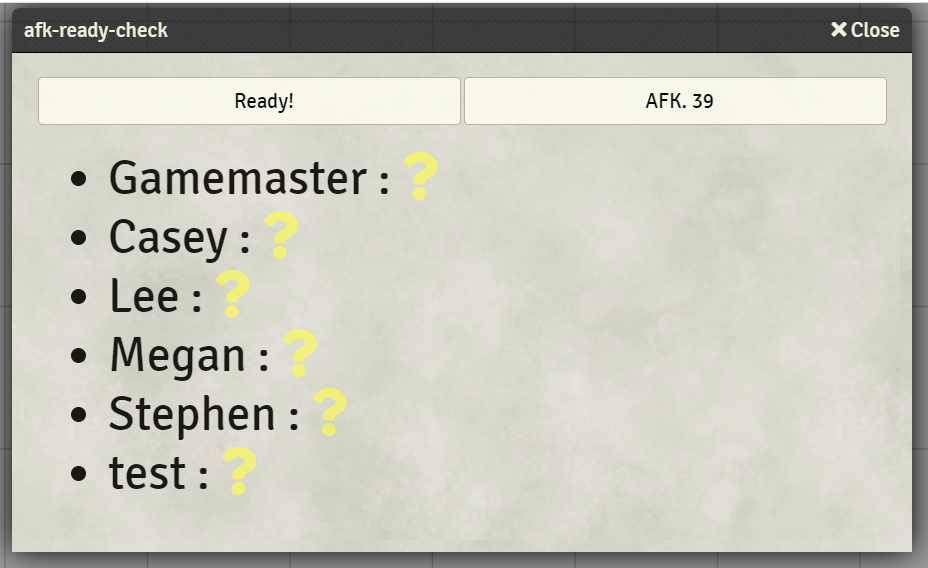 afk-ready-check
Close
Ready!
AFK. 39
Gamemaster : ?
Casey : ?
Lee : ?
Megan : ?
Stephen : ?
test : ?